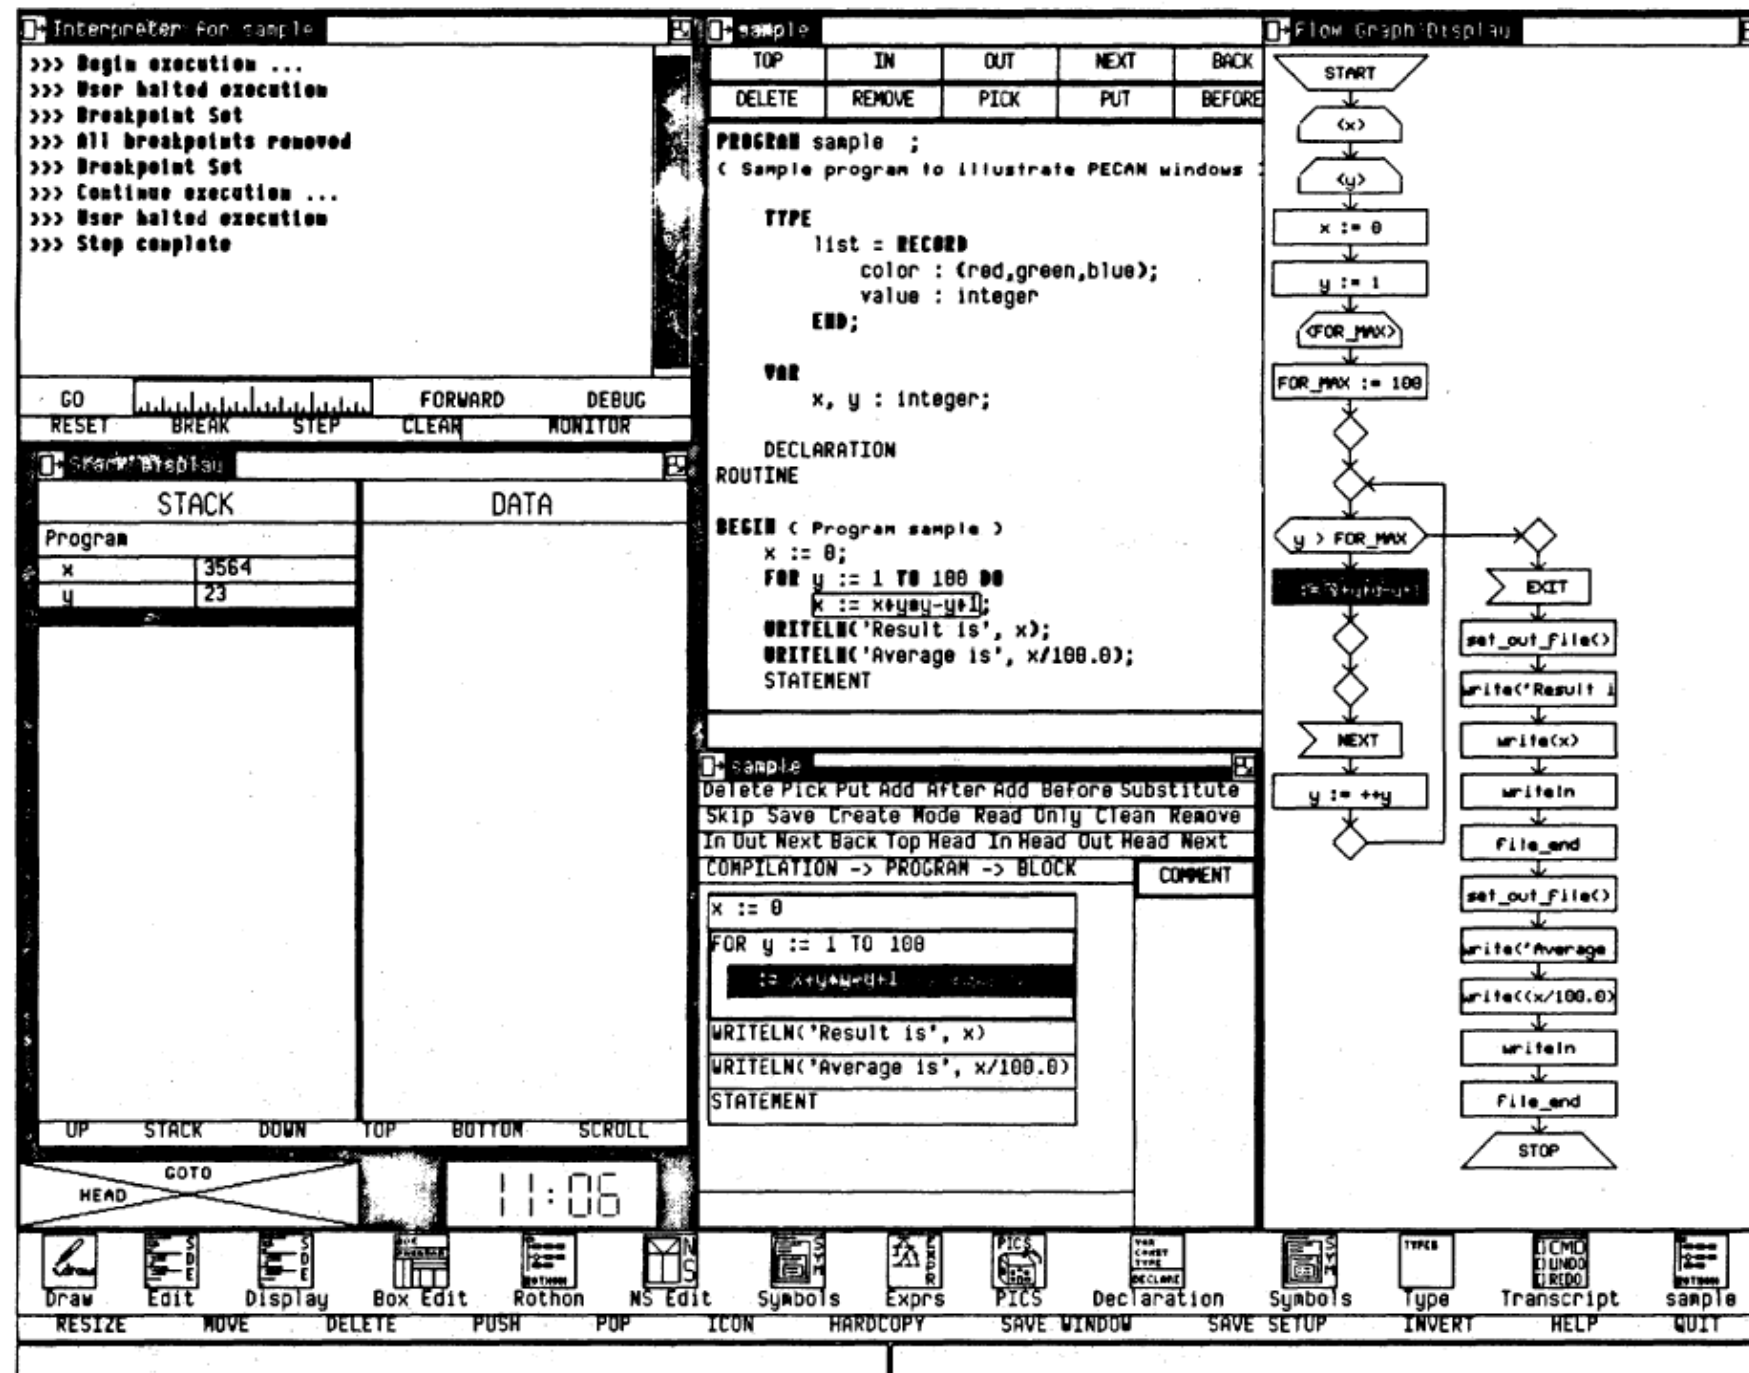 Interpreter for sample
>>> Begin execution ...
>>> User halted execution
>>> Breakpoint Set
>>> All breakpoints removed
>>> Breakpoint Set
>>> Continue execution ...
>>> User halted execution
>>> Stop complete
GO FORWARD DEBUG
RESET BREAK STEP CLEAR MONITOR
Stack Display
STACK DATA
Program
x 3564
y 23
UP STACK DOWN TOP BOTTOM SCROLL
GOTO
HEAD
11:06
sample
TOP IN OUT NEXT BACK
DELETE REMOVE PICK PUT BEFORE
PROGRAM sample ;
( Sample program to illustrate PECAN windows
TYPE
list = RECORD
color : (red,green,blue);
value : integer
END;
VAR
x, y : integer;
DECLARATION
ROUTINE
BEGIN ( Program sample )
x := 0;
FOR y := 1 TO 100 DO
x := x+y*y-y+1;
WRITELN('Result is', x);
WRITELN('Average is', x/100.0);
STATEMENT
sample
Delete Pick Put Add After Add Before Substitute
Skip Save Create Mode Read Only Clean Remove
In Out Next Back Top Head In Head Out Head Next
COMPILATION -> PROGRAM -> BLOCK
COMMENT
x := 0
FOR y := 1 TO 100
:= x+y*y-y+1
WRITELN('Result is', x)
WRITELN('Average is', x/100.0)
STATEMENT
Flow Graph Display
START
<x>
<y>
x := 0
y := 1
<FOR_MAX>
FOR_MAX := 100
y > FOR_MAX
NEXT
y := ++y
EXIT
set_out_file()
write('Result i
write(x)
writeln
file_end
set_out_file()
write('Average
write((x/100.0)
writeln
file_end
STOP
Draw Edit Display Box Edit Rothon NS Edit Symbols Exprs PICS Declaration Symbols Type Transcript sample
RESIZE MOVE DELETE PUSH POP ICON HARDCOPY SAVE WINDOW SAVE SETUP INVERT HELP QUIT